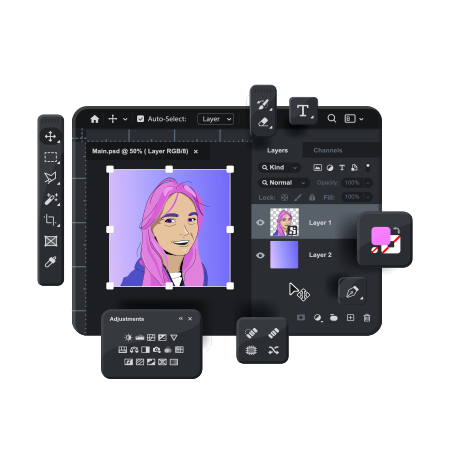 Auto-Select: Layer
T
Main.psd @ 50% ( Layer RGB/8) ×
Layers Channels
Kind
T
Normal Opacity: 100%
Lock: Fill: 100%
Layer 1
Layer 2
Adjustments « ×